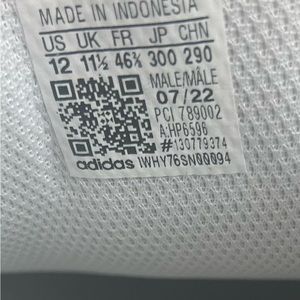 MADE IN INDONESIA
US UK FR JP CHN
12 11½ 46⅔ 300 290
MALE/MÂLE
07/22
PCI 789002
A:HP6596
#130779374
adidas IWHY76SN00094